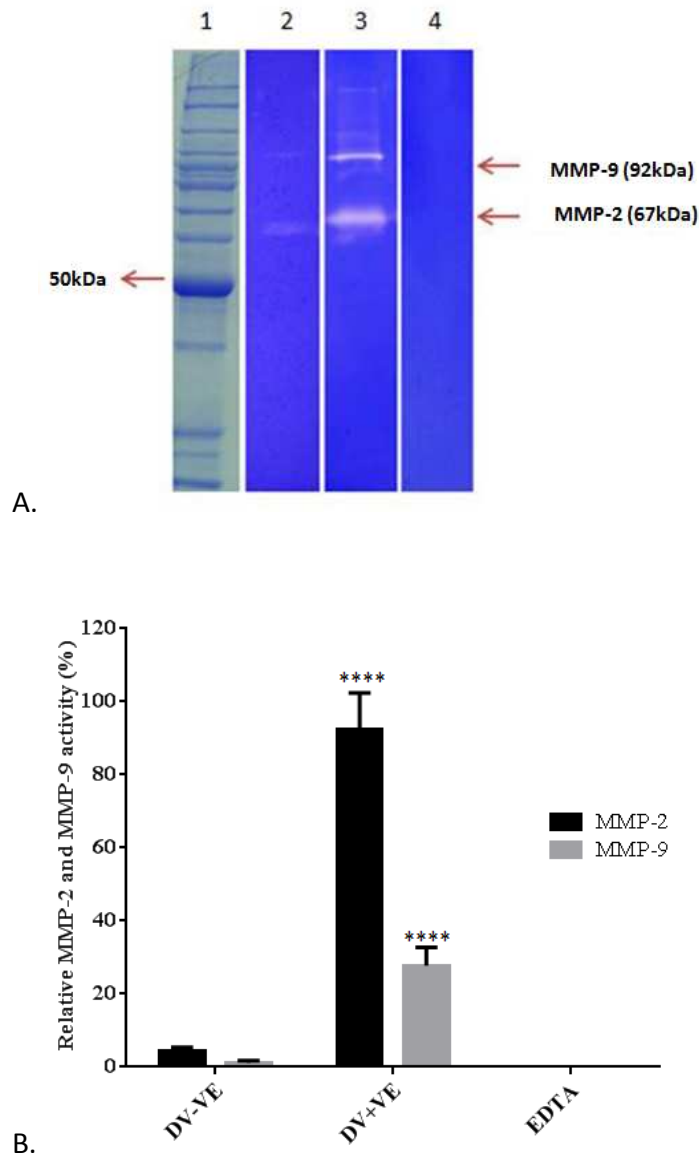 1 2 3 4
MMP-9 (92kDa)
MMP-2 (67kDa)
50kDa
A.
Relative MMP-2 and MMP-9 activity (%)
120
100
80
60
40
20
0
****
****
MMP-2
MMP-9
DV-VE
DV+VE
EDTA
B.